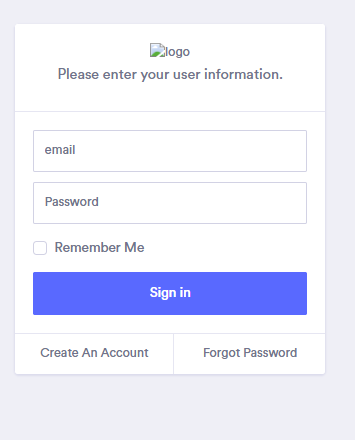 logo
Please enter your user information.
email
Password
Remember Me
Sign in
Create An Account
Forgot Password